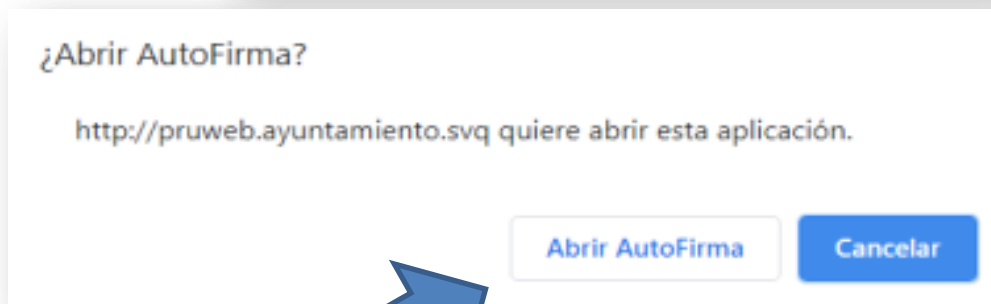 ¿Abrir AutoFirma?
http://pruweb.ayuntamiento.svq quiere abrir esta aplicación.
Abrir AutoFirma Cancelar